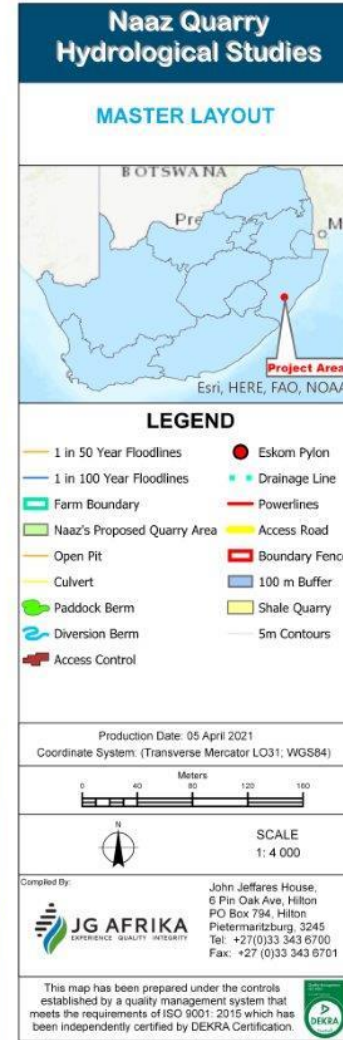 Naaz Quarry
Hydrological Studies
MASTER LAYOUT
BOTSWANA
Pre
M
Project Area
Esri, HERE, FAO, NOAA
LEGEND
1 in 50 Year Floodlines
1 in 100 Year Floodlines
Farm Boundary
Naaz's Proposed Quarry Area
Open Pit
Culvert
Paddock Berm
Diversion Berm
Access Control
Eskom Pylon
Drainage Line
Powerlines
Access Road
Boundary Fence
100 m Buffer
Shale Quarry
5m Contours
Production Date: 05 April 2021
Coordinate System: (Transverse Mercator LO31; WGS84)
Meters
0 40 80 120 160
N
SCALE
1: 4 000
Compiled By:
JG AFRIKA
EXPERIENCE QUALITY INTEGRITY
John Jeffares House,
6 Pin Oak Ave, Hilton
PO Box 794, Hilton
Pietermaritzburg, 3245
Tel: +27(0)33 343 6700
Fax: +27 (0)33 343 6701
This map has been prepared under the controls
established by a quality management system that
meets the requirements of ISO 9001: 2015 which has
been independently certified by DEKRA Certification.
DEKRA